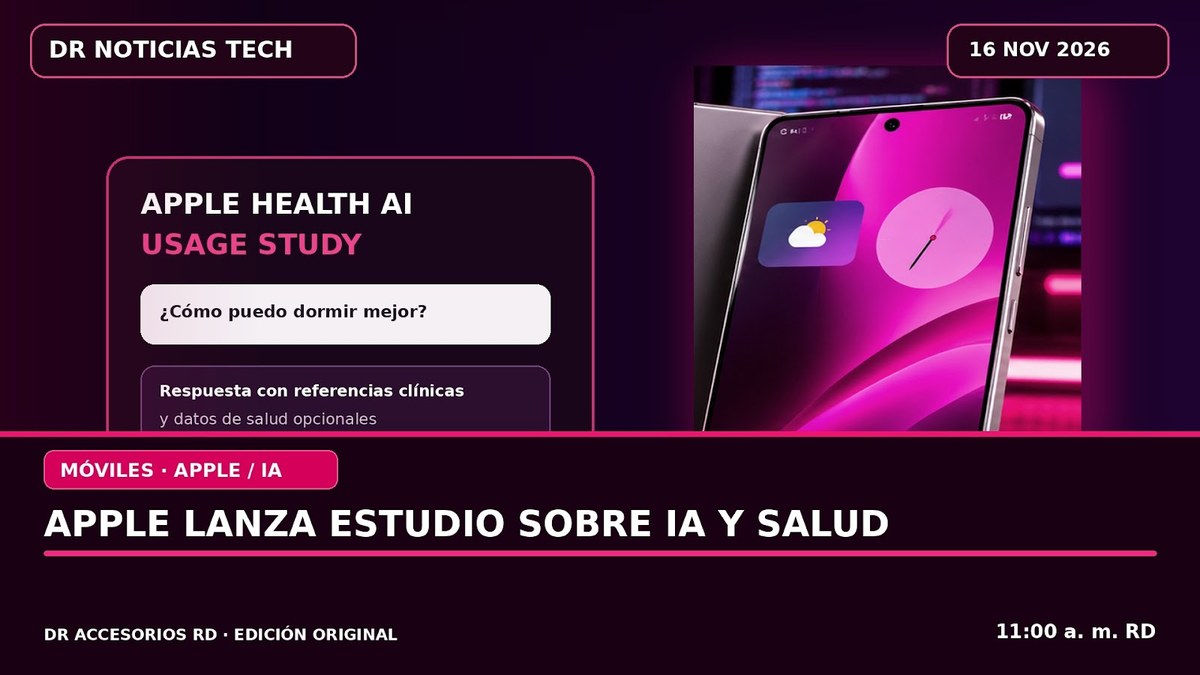 DR NOTICIAS TECH
16 NOV 2026
APPLE HEALTH AI
USAGE STUDY
¿Cómo puedo dormir mejor?
Respuesta con referencias clínicas
y datos de salud opcionales
MÓVILES · APPLE / IA
APPLE LANZA ESTUDIO SOBRE IA Y SALUD
DR ACCESORIOS RD · EDICIÓN ORIGINAL
11:00 a. m. RD